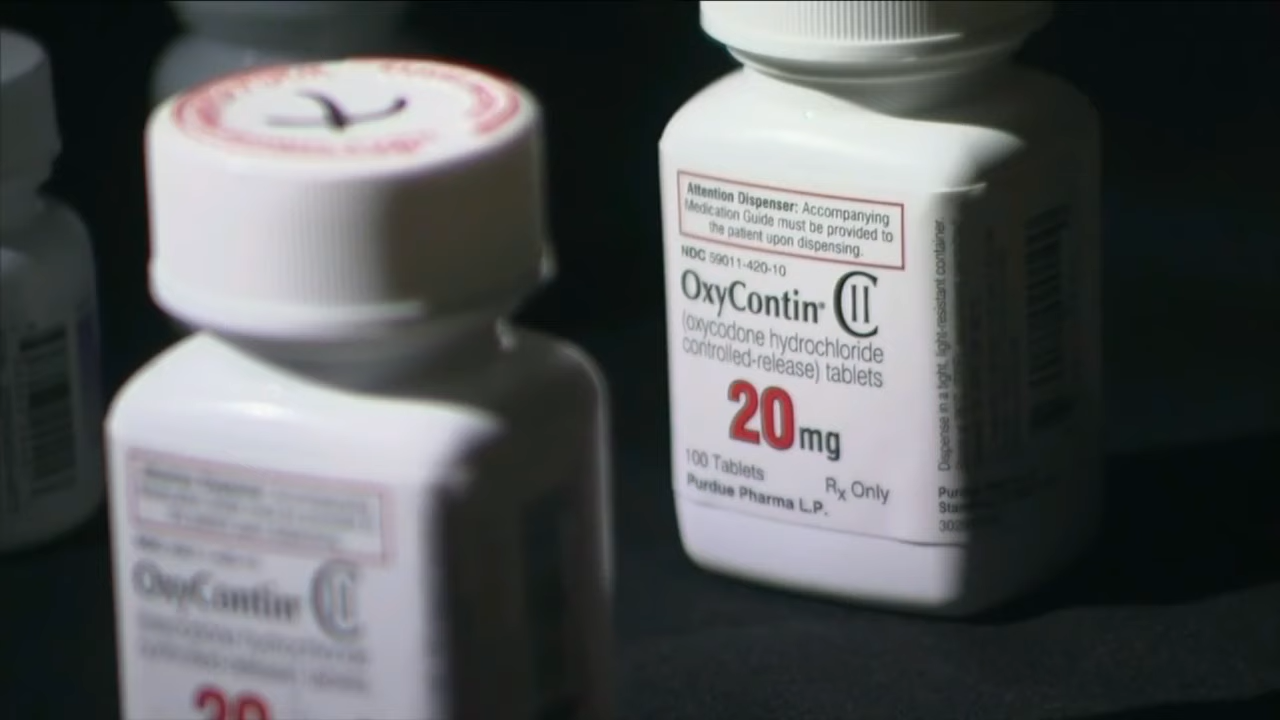 Attention Dispenser: Accompanying
Medication Guide must be provided to
the patient upon dispensing.
NDC 59011-420-10
OxyContin® CII
(oxycodone hydrochloride
controlled-release) tablets
20mg
100 Tablets
Rx Only
Purdue Pharma L.P.
Dispense in a tight, light-resistant container.
OxyContin® CII
20